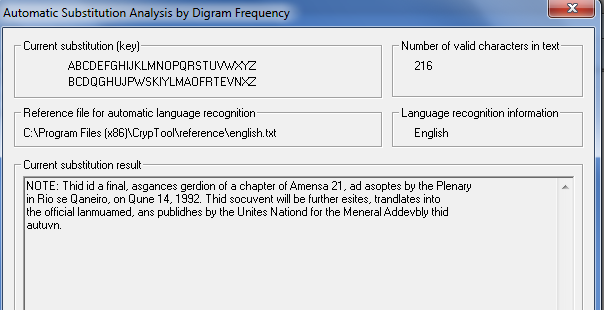 Automatic Substitution Analysis by Digram Frequency
Current substitution (key)
ABCDEFGHIJKLMNOPQRSTUVWXYZ
BCDQGHUJPWSKIYLMAOFRTEVNXZ
Number of valid characters in text
216
Reference file for automatic language recognition
C:\Program Files (x86)\CrypTool\reference\english.txt
Language recognition information
English
Current substitution result
NOTE: Thid id a final, asgances gerdion of a chapter of Amensa 21, ad asoptes by the Plenary
in Rio se Qaneiro, on Qune 14, 1992. Thid socuvent will be further esites, trandlates into
the official lanmuamed, ans publidhes by the Unites Nationd for the Meneral Addevbly thid
autuvn.